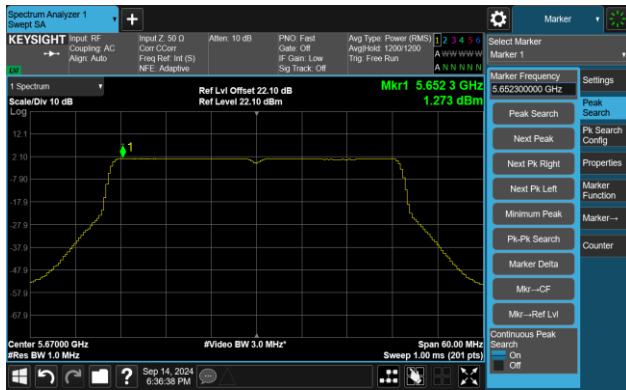 Spectrum Analyzer 1
Swept SA
Marker
KEYSIGHT
Input: RF
Coupling: AC
Align: Auto
Input Z: 50 Ω
Corr CCorr
Freq Ref: Int (S)
NFE: Adaptive
Atten: 10 dB
PNO: Fast
Gate: Off
IF Gain: Low
Sig Track: Off
Avg Type: Power (RMS)
Avg|Hold: 1200/1200
Trig: Free Run
1 2 3 4 5 6
A W W W W W
A N N N N N
Select Marker
Marker 1
1 Spectrum
Scale/Div 10 dB
Log
Ref Lvl Offset 22.10 dB
Ref Level 22.10 dBm
Mkr1 5.652 3 GHz
1.273 dBm
1
12.1
2.10
-7.90
-17.9
-27.9
-37.9
-47.9
-57.9
-67.9
Center 5.67000 GHz
#Res BW 1.0 MHz
#Video BW 3.0 MHz*
Span 60.00 MHz
Sweep 1.00 ms (201 pts)
Marker Frequency
5.652300000 GHz
Peak Search
Next Peak
Next Pk Right
Next Pk Left
Minimum Peak
Pk-Pk Search
Marker Delta
Mkr→CF
Mkr→Ref Lvl
Continuous Peak
Search
On
Off
Settings
Peak
Search
Pk Search
Config
Properties
Marker
Function
Marker→
Counter
Sep 14, 2024
6:36:38 PM